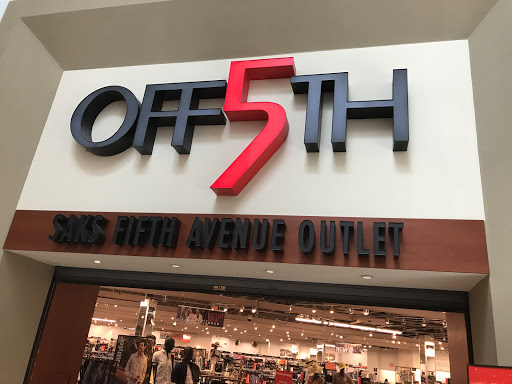 OFF5TH
SAKS FIFTH AVENUE OUTLET